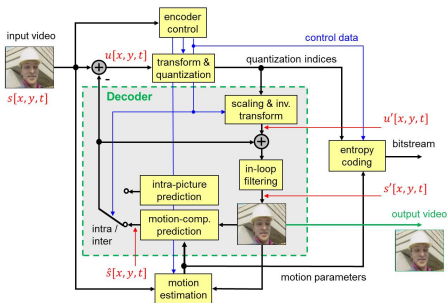 input video
encoder
control
control data
s[x, y, t]
u[x, y, t]
-
transform &
quantization
quantization indices
Decoder
scaling & inv.
transform
u′[x, y, t]
entropy
coding
bitstream
in-loop
filtering
intra-picture
prediction
s′[x, y, t]
motion-comp.
prediction
output video
intra /
inter
ŝ[x, y, t]
motion
estimation
motion parameters